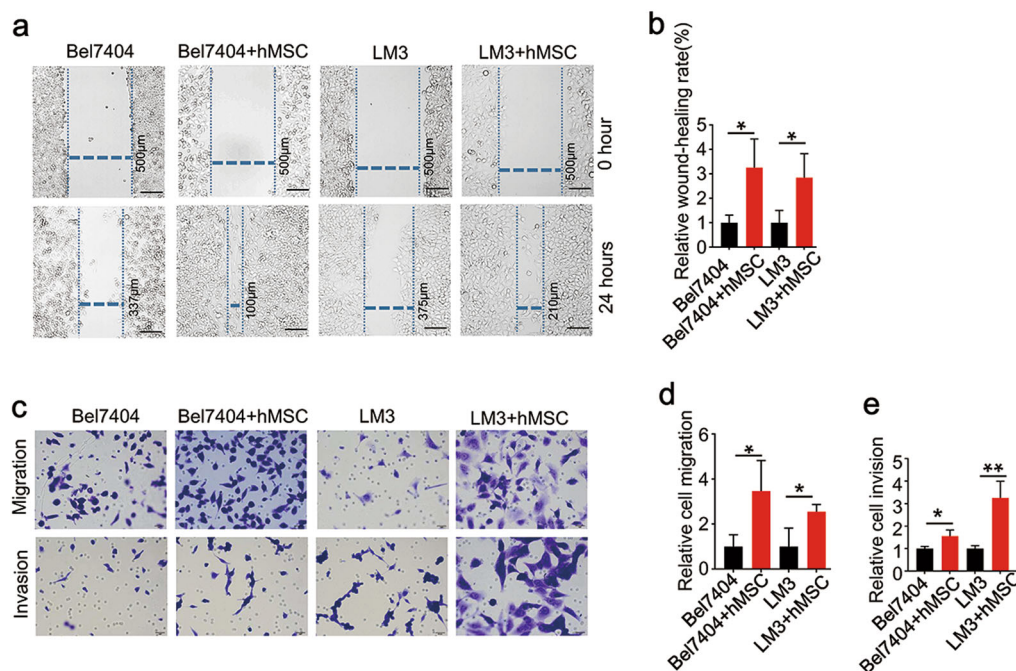 a
Bel7404 Bel7404+hMSC LM3 LM3+hMSC
500μm 500μm 500μm 500μm
0 hour
337μm 100μm 375μm 210μm
24 hours
b
Relative wound-healing rate(%)
5
4
3
2
1
0
* *
Bel7404
Bel7404+hMSC
LM3
LM3+hMSC
c
Bel7404 Bel7404+hMSC LM3 LM3+hMSC
Migration
Invasion
d
Relative cell migration
6
4
2
0
* *
Bel7404
Bel7404+hMSC
LM3
LM3+hMSC
e
Relative cell invision
5
4
3
2
1
0
* **
Bel7404
Bel7404+hMSC
LM3
LM3+hMSC